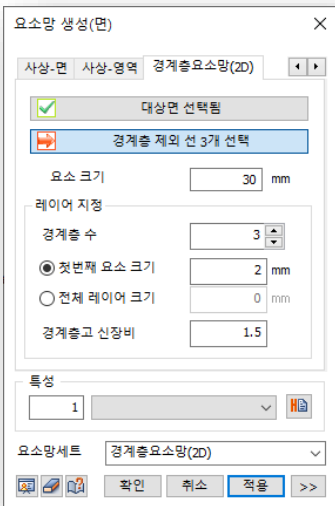 요소망 생성(면)
사상-면 사상-영역 경계층요소망(2D)
대상면 선택됨
경계층 제외 선 3개 선택
요소 크기 30 mm
레이어 지정
경계층 수 3
첫번째 요소 크기 2 mm
전체 레이어 크기 0 mm
경계층고 신장비 1.5
특성
1
요소망세트 경계층요소망(2D)
확인 취소 적용 >>